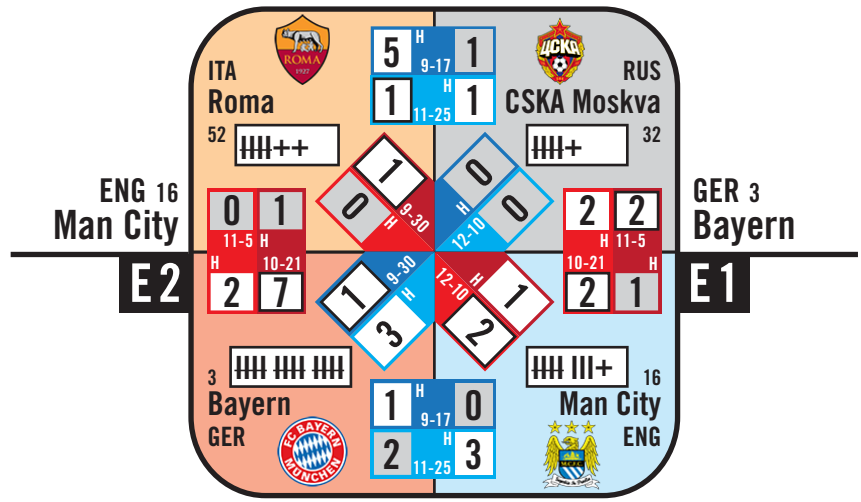 ITA
Roma
52
ROMA
1927
5 H 1
9-17
1 H 1
11-25
ЦСКА
RUS
CSKA Moskva
32
ENG 16
Man City
E 2
0 1
11-5 H
H 10-21
2 7
1
0
9-30
H
0
0
H
12-10
2 2
H 11-5
10-21 H
2 1
GER 3
Bayern
E 1
1
3
9-30
H
1
2
H
12-10
3
Bayern
GER
FC BAYERN
MÜNCHEN
1 H 0
9-17
2 H 3
11-25
16
Man City
ENG
M.C.F.C.